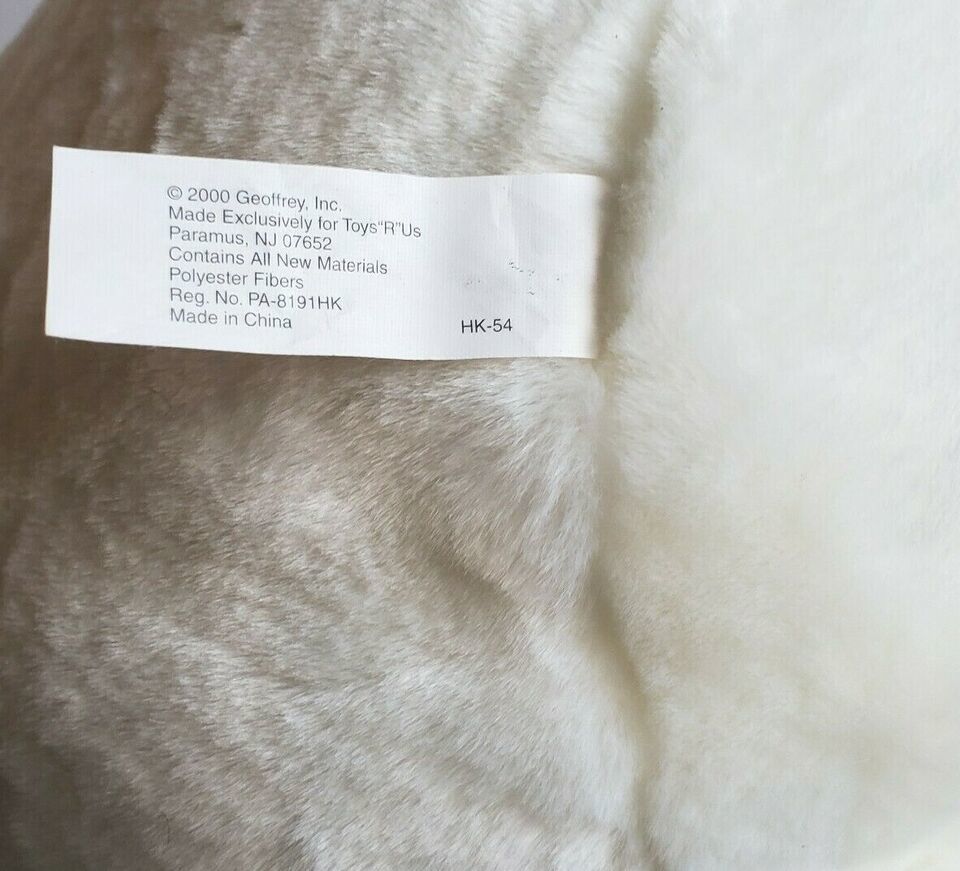 © 2000 Geoffrey, Inc.
Made Exclusively for Toys“R”Us
Paramus, NJ 07652
Contains All New Materials
Polyester Fibers
Reg. No. PA-8191HK
Made in China
HK-54